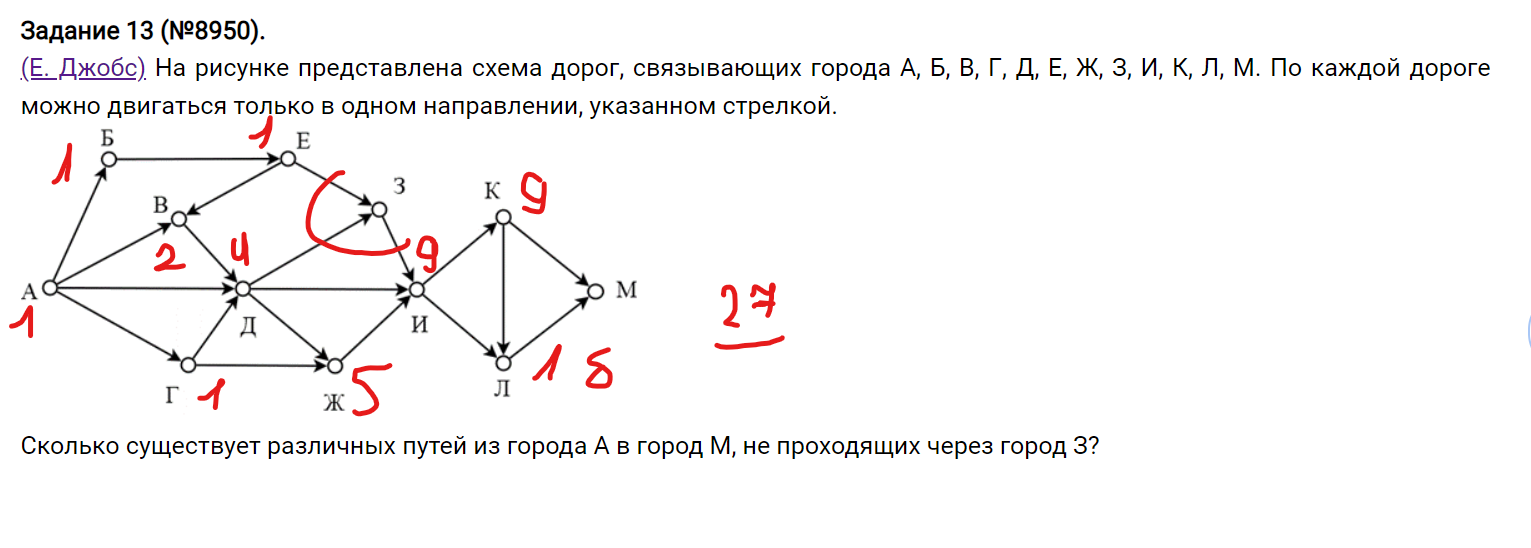 Задание 13 (№8950).
(Е. Джобс) На рисунке представлена схема дорог, связывающих города А, Б, В, Г, Д, Е, Ж, З, И, К, Л, М. По каждой дороге
можно двигаться только в одном направлении, указанном стрелкой.
Б 1 Е
1
З
К 9
В
2 4 9
А М
1 Д И 27
Л 18
Г 1 Ж 5
Сколько существует различных путей из города А в город М, не проходящих через город З?